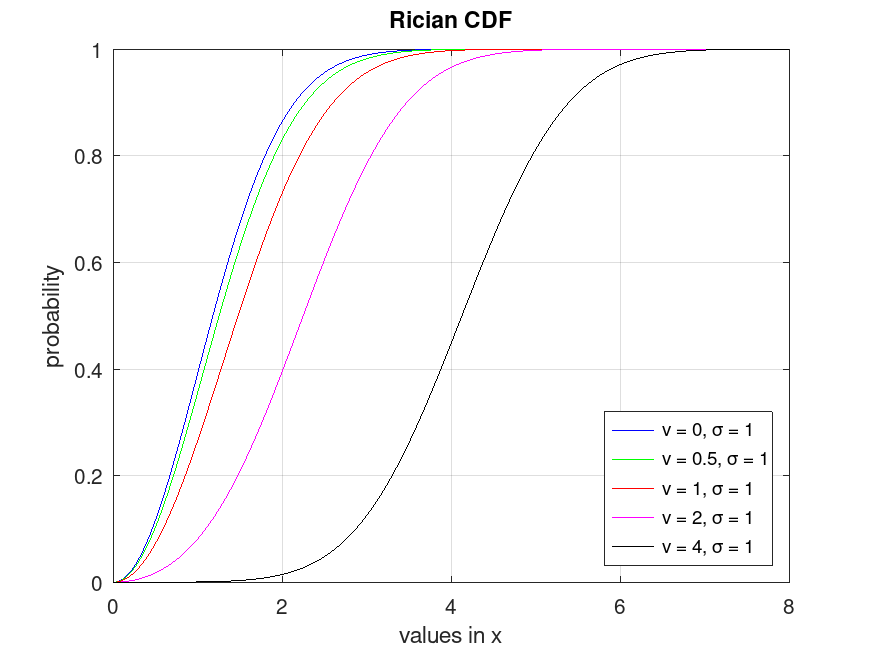 Rician CDF
1
0.8
0.6
0.4
0.2
0
probability
0 2 4 6 8
values in x
v = 0, σ = 1
v = 0.5, σ = 1
v = 1, σ = 1
v = 2, σ = 1
v = 4, σ = 1